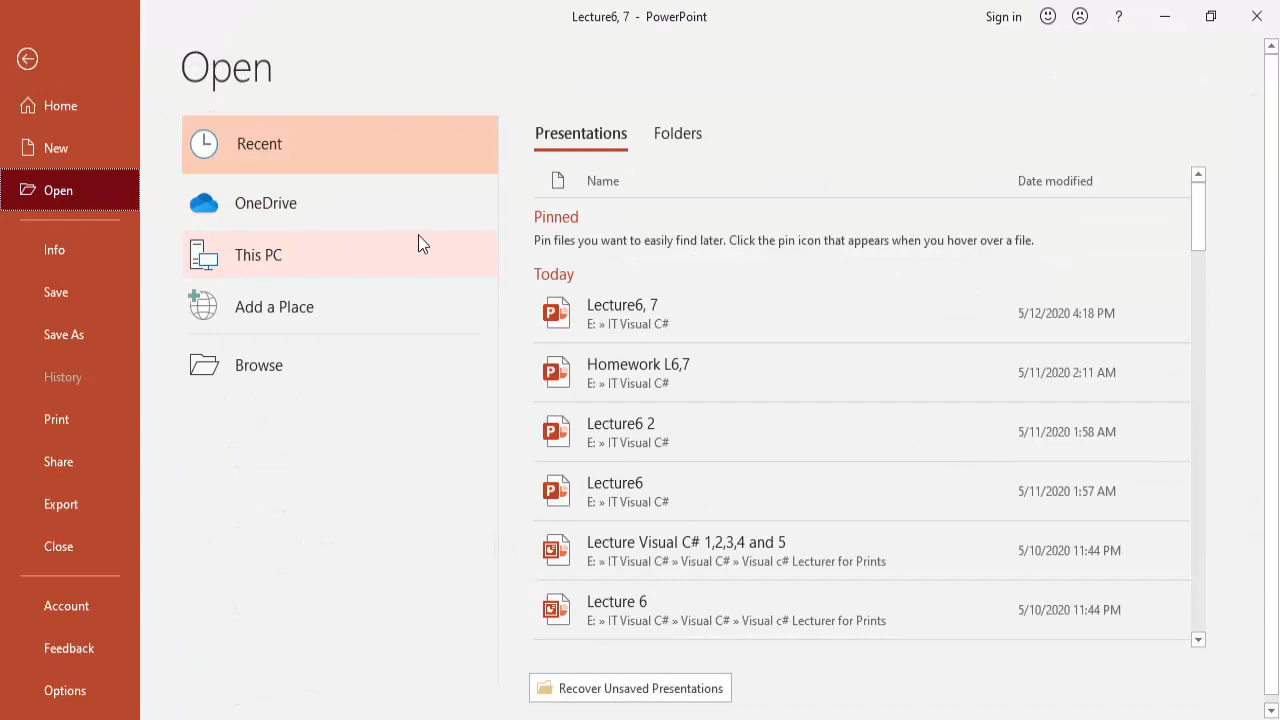 Lecture6, 7 - PowerPoint
Sign in
?
Open
Home
New
Open
Info
Save
Save As
History
Print
Share
Export
Close
Account
Feedback
Options
Recent
OneDrive
This PC
Add a Place
Browse
Presentations Folders
Name Date modified
Pinned
Pin files you want to easily find later. Click the pin icon that appears when you hover over a file.
Today
Lecture6, 7
E: » IT Visual C#
5/12/2020 4:18 PM
Homework L6,7
E: » IT Visual C#
5/11/2020 2:11 AM
Lecture6 2
E: » IT Visual C#
5/11/2020 1:58 AM
Lecture6
E: » IT Visual C#
5/11/2020 1:57 AM
Lecture Visual C# 1,2,3,4 and 5
E: » IT Visual C# » Visual C# » Visual c# Lecturer for Prints
5/10/2020 11:44 PM
Lecture 6
E: » IT Visual C# » Visual C# » Visual c# Lecturer for Prints
5/10/2020 11:44 PM
Recover Unsaved Presentations